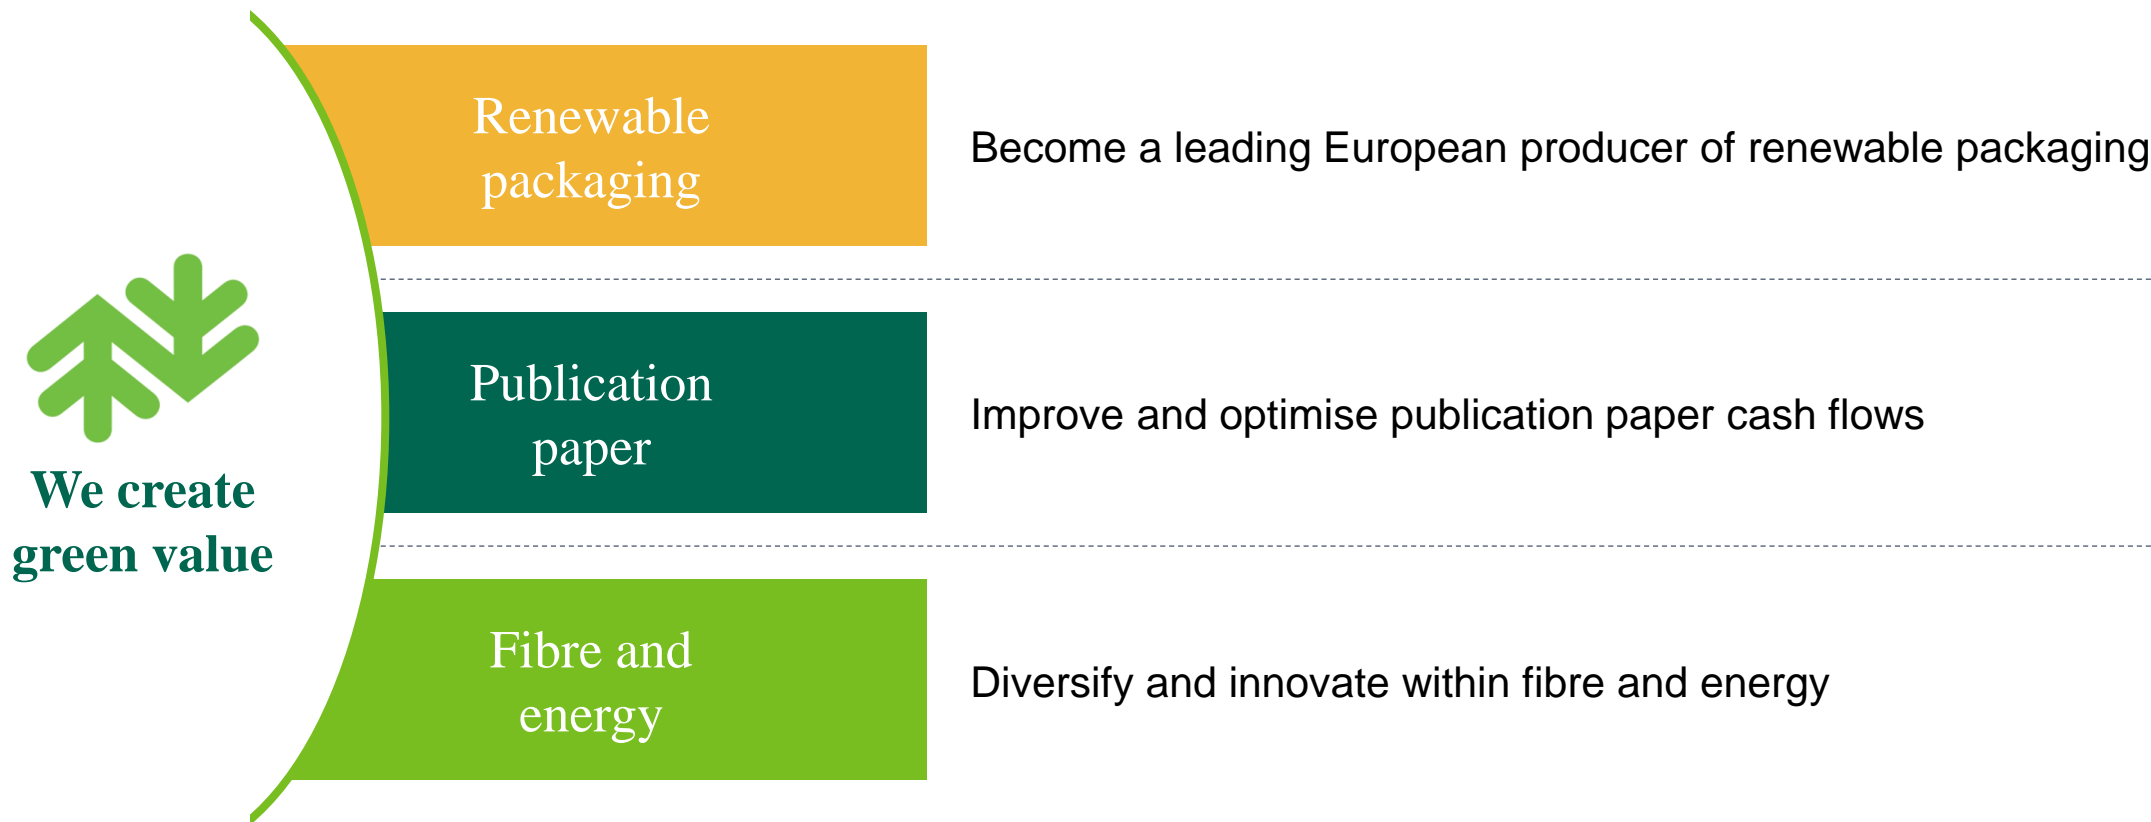 We create
green value
Renewable
packaging
Become a leading European producer of renewable packaging
Publication
paper
Improve and optimise publication paper cash flows
Fibre and
energy
Diversify and innovate within fibre and energy